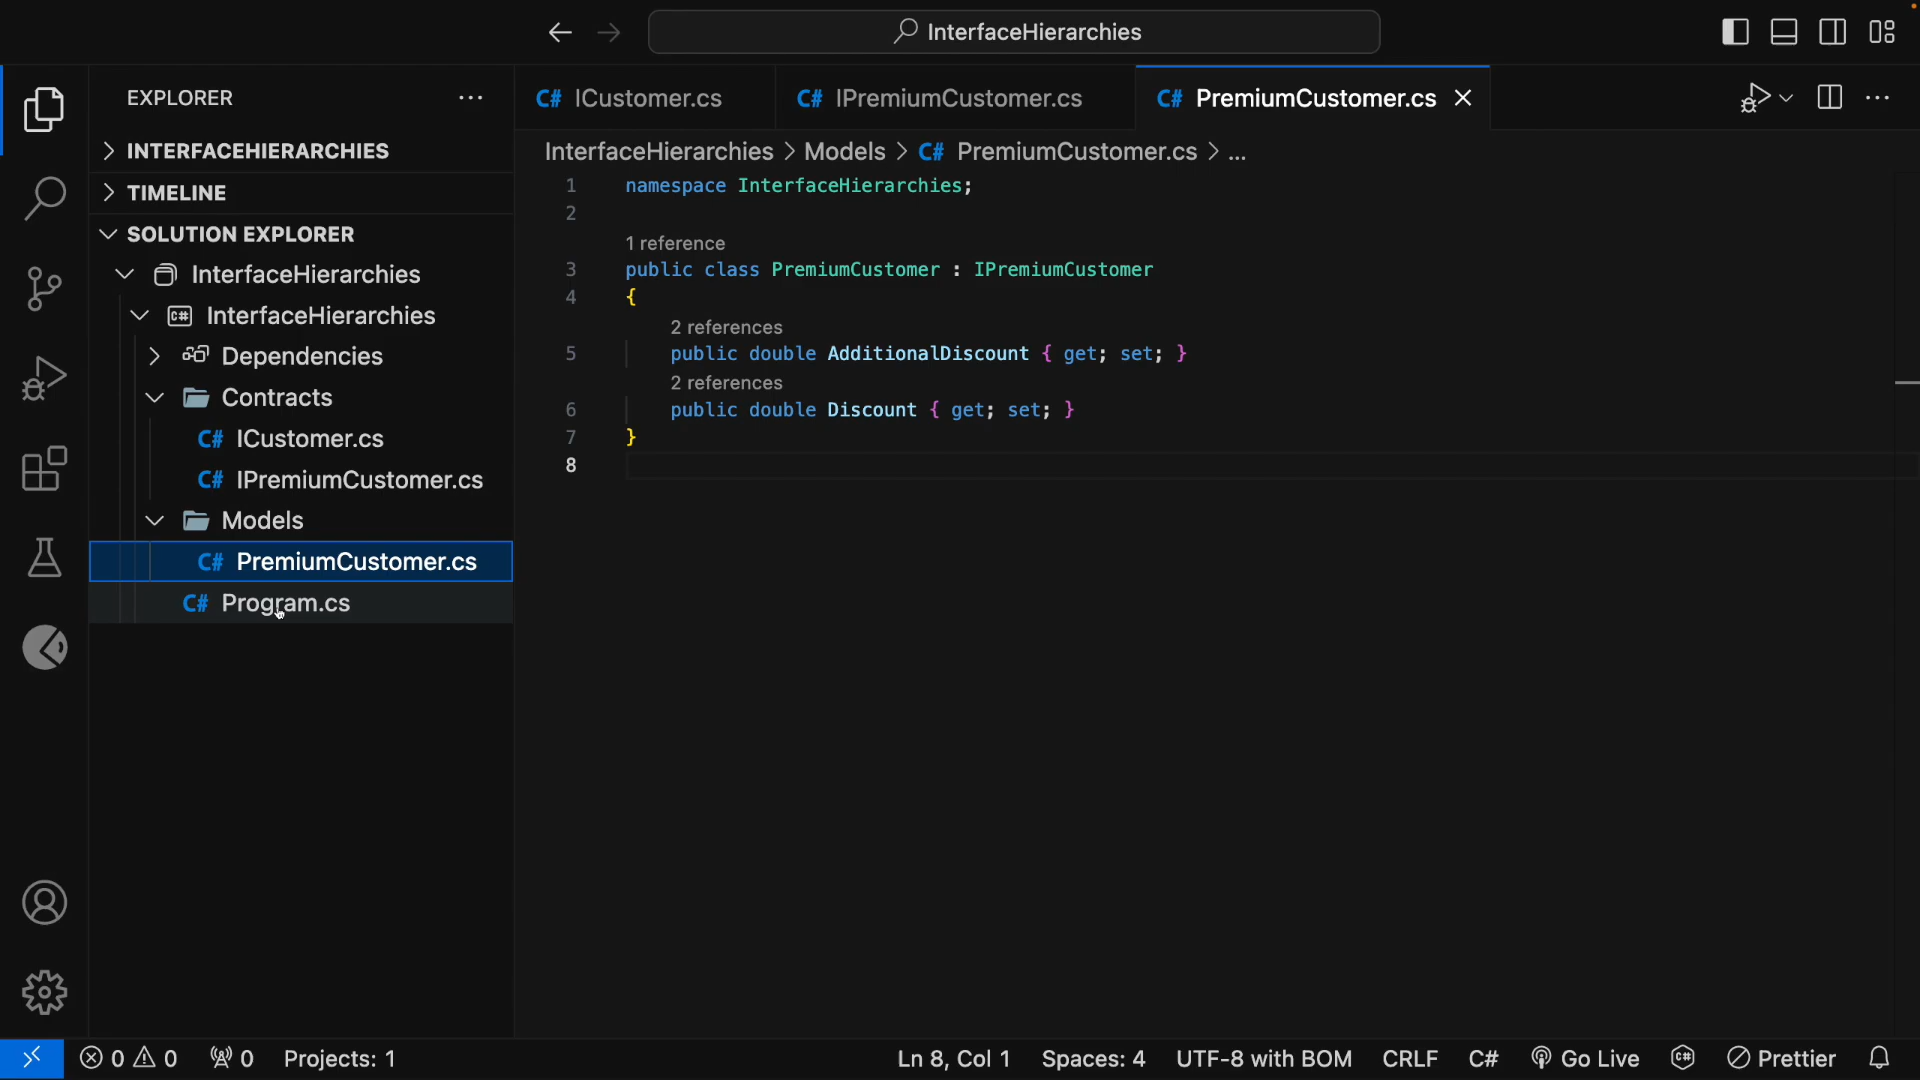 InterfaceHierarchies
EXPLORER
INTERFACEHIERARCHIES
TIMELINE
SOLUTION EXPLORER
InterfaceHierarchies
C# InterfaceHierarchies
Dependencies
Contracts
C# ICustomer.cs
C# IPremiumCustomer.cs
Models
C# PremiumCustomer.cs
C# Program.cs
C# ICustomer.cs
C# IPremiumCustomer.cs
C# PremiumCustomer.cs
InterfaceHierarchies > Models > C# PremiumCustomer.cs > ...
1 namespace InterfaceHierarchies;
2
1 reference
3 public class PremiumCustomer : IPremiumCustomer
4 {
2 references
5 public double AdditionalDiscount { get; set; }
2 references
6 public double Discount { get; set; }
7 }
8
0 0 0 Projects: 1 Ln 8, Col 1 Spaces: 4 UTF-8 with BOM CRLF C# Go Live C# Prettier